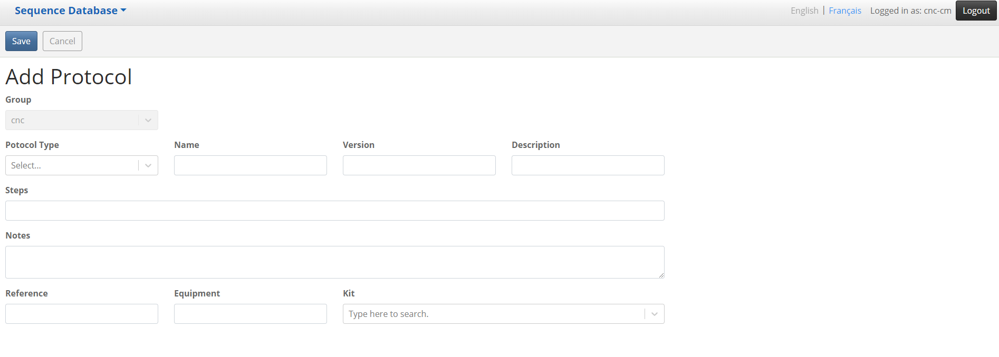 Sequence Database
English | Français Logged in as: cnc-cm Logout
Save Cancel
Add Protocol
Group
cnc
Potocol Type Name Version Description
Select...
Steps
Notes
Reference Equipment Kit
Type here to search.